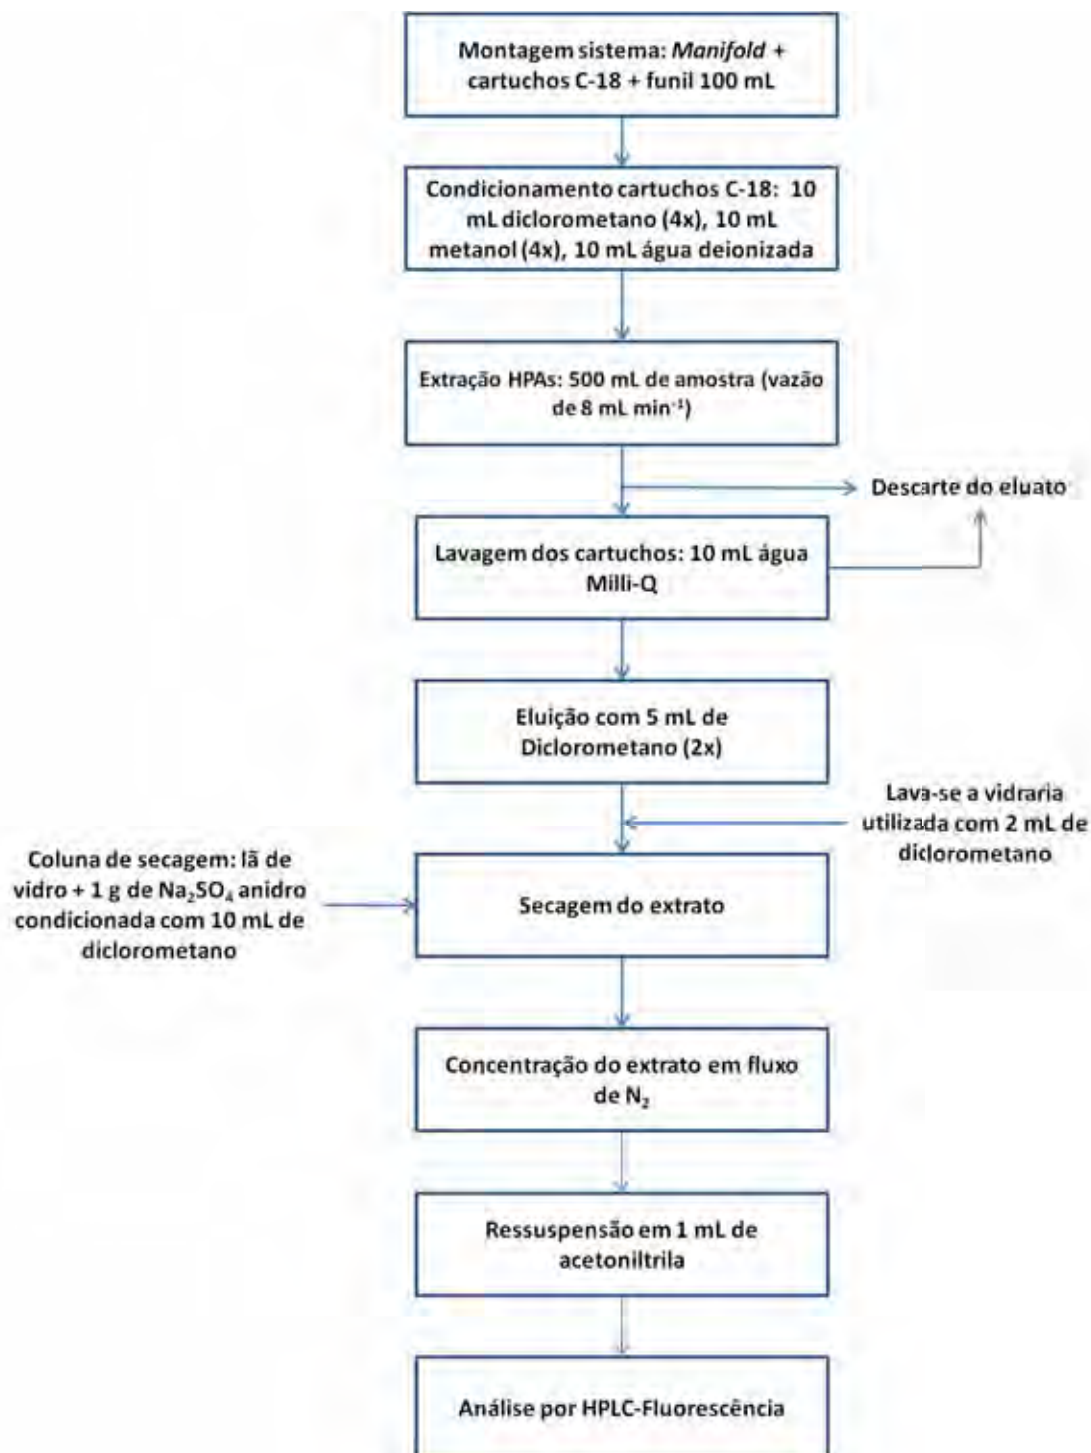 Montagem sistema: Manifold +
cartuchos C-18 + funil 100 mL
Condicionamento cartuchos C-18: 10
mL diclorometano (4x), 10 mL
metanol (4x), 10 mL água deionizada
Extração HPAs: 500 mL de amostra (vazão
de 8 mL min⁻¹)
Descarte do eluato
Lavagem dos cartuchos: 10 mL água
Milli-Q
Eluição com 5 mL de
Diclorometano (2x)
Lava-se a vidraria
utilizada com 2 mL de
diclorometano
Coluna de secagem: lã de
vidro + 1 g de Na₂SO₄ anidro
condicionada com 10 mL de
diclorometano
Secagem do extrato
Concentração do extrato em fluxo
de N₂
Ressuspensão em 1 mL de
acetoniltrila
Análise por HPLC-Fluorescência